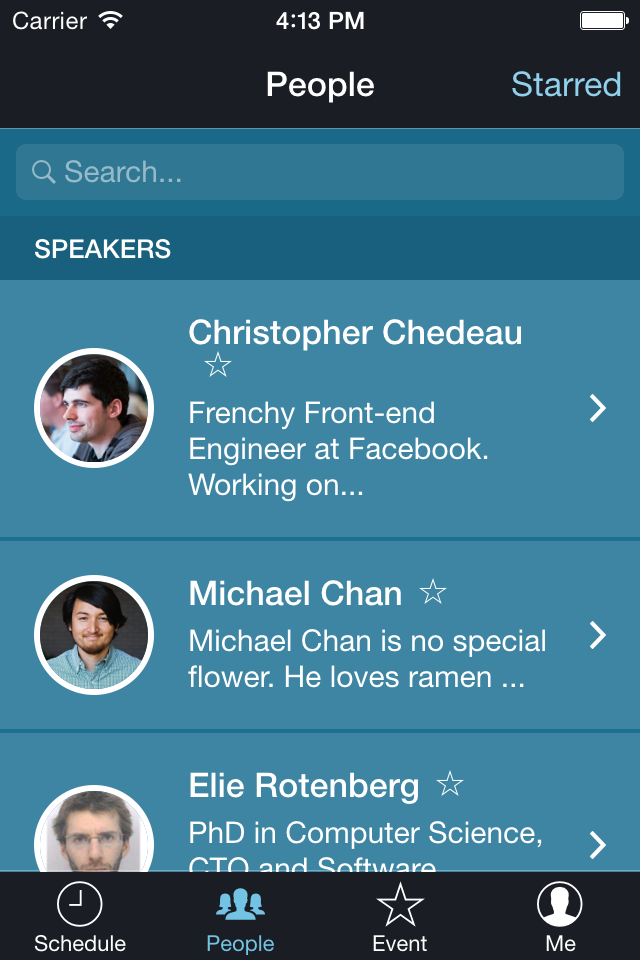 Carrier 4:13 PM
People Starred
Search...
SPEAKERS
Christopher Chedeau
Frenchy Front-end
Engineer at Facebook.
Working on...
Michael Chan
Michael Chan is no special
flower. He loves ramen ...
Elie Rotenberg
PhD in Computer Science,
CTO and Software
Schedule People Event Me